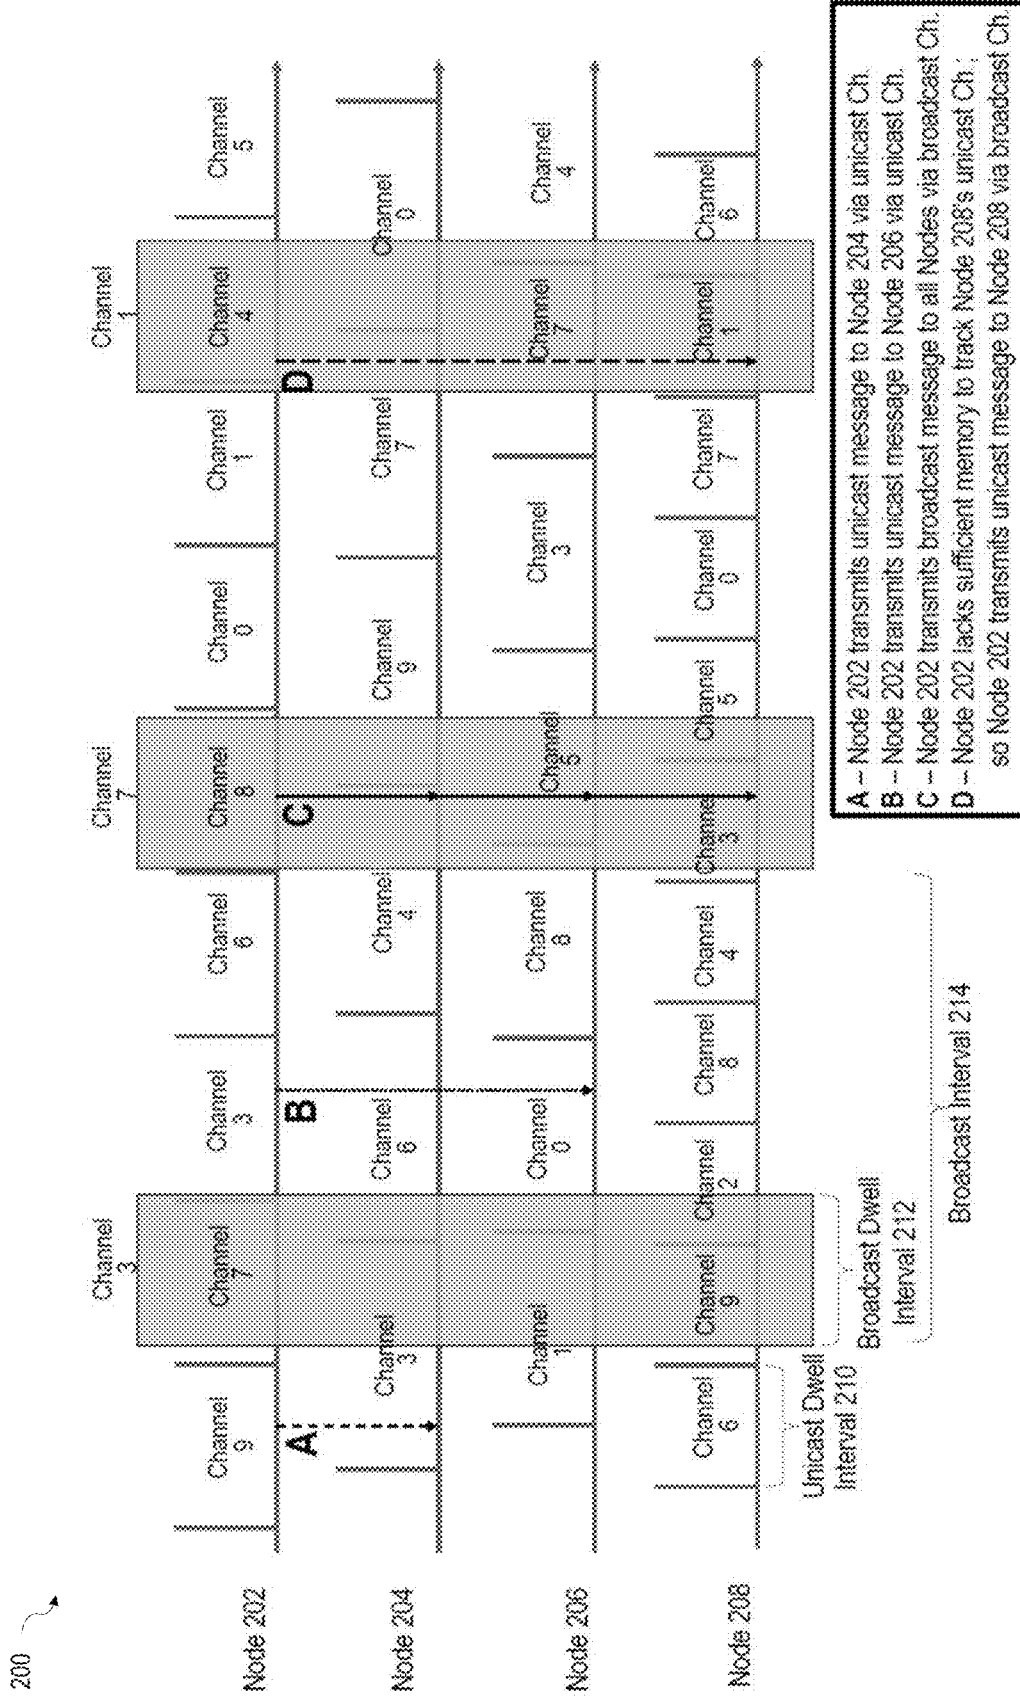 200
Channel
3
Channel
7
Channel
1
Node 202
Channel
9
Channel
7
Channel
3
Channel
6
Channel
8
Channel
0
Channel
1
Channel
4
Channel
5
A
B
C
D
Node 204
Channel
3
Channel
6
Channel
4
Channel
9
Channel
7
Channel
0
Node 206
Channel
1
Channel
0
Channel
8
Channel
5
Channel
3
Channel
7
Channel
4
Node 208
Channel
6
Channel
9
Channel
2
Channel
8
Channel
4
Channel
3
Channel
5
Channel
0
Channel
7
Channel
1
Channel
6
Unicast Dwell
Interval 210
Broadcast Dwell
Interval 212
Broadcast Interval 214
A – Node 202 transmits unicast message to Node 204 via unicast Ch.
B – Node 202 transmits unicast message to Node 206 via unicast Ch.
C – Node 202 transmits broadcast message to all Nodes via broadcast Ch.
D – Node 202 lacks sufficient memory to track Node 208's unicast Ch.;
so Node 202 transmits unicast message to Node 208 via broadcast Ch.